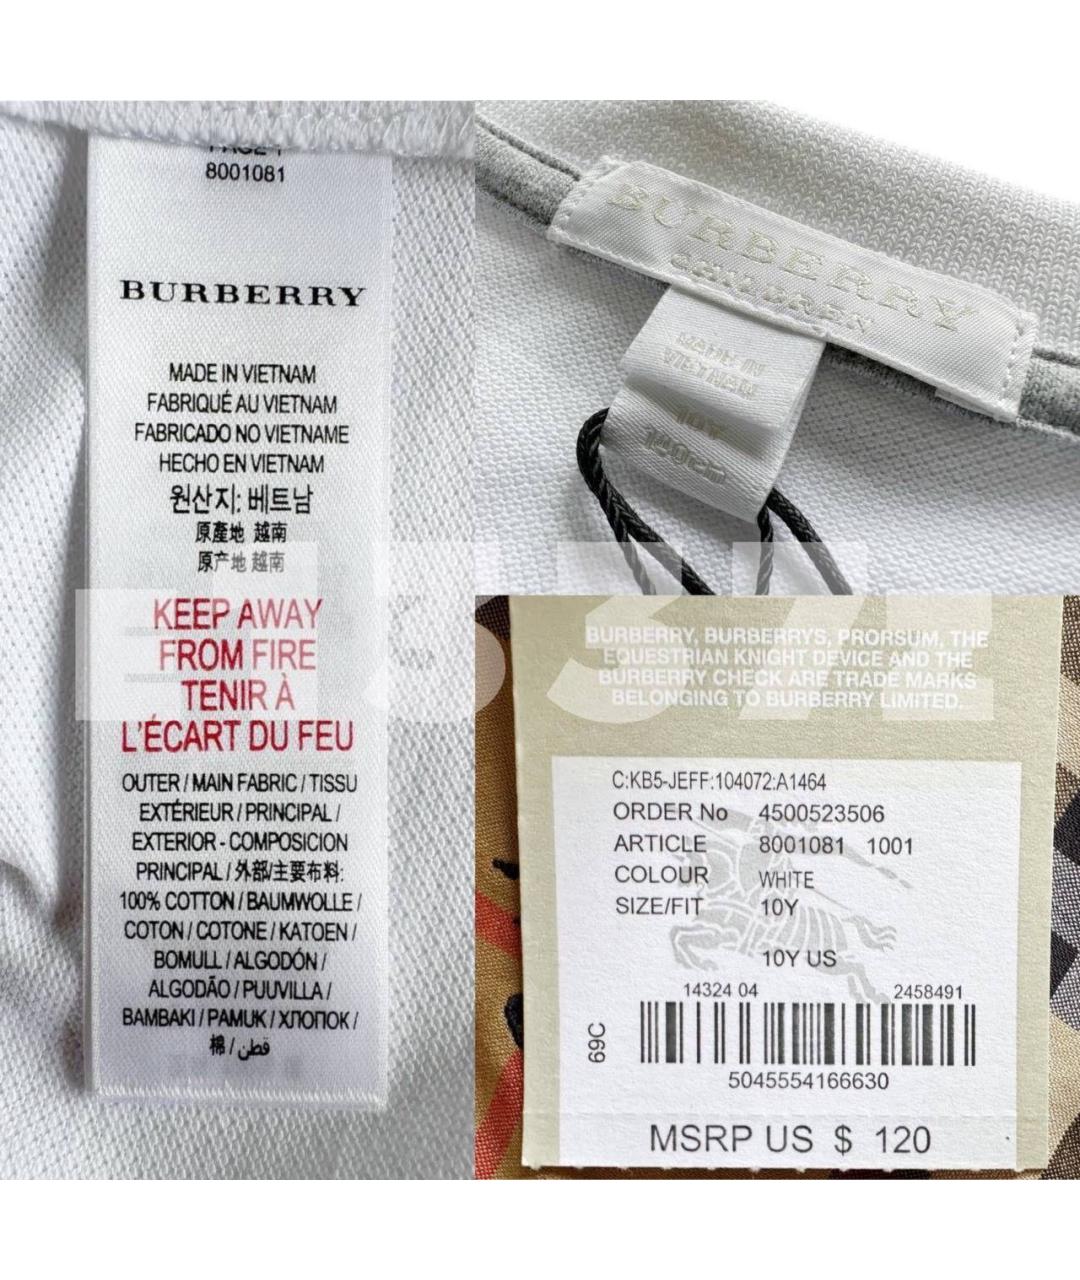 8001081
BURBERRY
MADE IN VIETNAM
FABRIQUÉ AU VIETNAM
FABRICADO NO VIETNAME
HECHO EN VIETNAM
원산지: 베트남
原產地 越南
原产地 越南
KEEP AWAY
FROM FIRE
TENIR À
L'ÉCART DU FEU
OUTER / MAIN FABRIC / TISSU
EXTÉRIEUR / PRINCIPAL /
EXTERIOR - COMPOSICION
PRINCIPAL / 外部/主要布料:
100% COTTON / BAUMWOLLE /
COTON / COTONE / KATOEN /
BOMULL / ALGODÓN /
ALGODÃO / PUUVILLA /
BAMBAKI / PAMUK / ХЛОПОК /
棉 / قطن
BURBERRY
CHILDREN
MADE IN
VIETNAM
10Y
BURBERRY, BURBERRYS, PRORSUM, THE
EQUESTRIAN KNIGHT DEVICE AND THE
BURBERRY CHECK ARE TRADE MARKS
BELONGING TO BURBERRY LIMITED.
C:KB5-JEFF:104072:A1464
ORDER No 4500523506
ARTICLE 8001081 1001
COLOUR WHITE
SIZE/FIT 10Y
10Y US
14324 04 2458491
69C
5045554166630
MSRP US $ 120